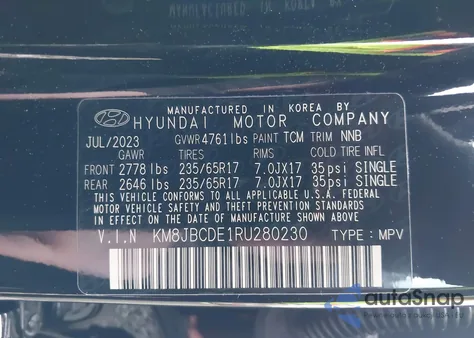 MANUFACTURED IN KOREA BY
HYUNDAI MOTOR COMPANY
JUL/2023 GVWR 4761 lbs PAINT TCM TRIM NNB
GAWR TIRES RIMS COLD TIRE INFL
FRONT 2778 lbs 235/65R17 7.0JX17 35psi SINGLE
REAR 2646 lbs 235/65R17 7.0JX17 35psi SINGLE
THIS VEHICLE CONFORMS TO ALL APPLICABLE U.S.A. FEDERAL
MOTOR VEHICLE SAFETY, BUMPER, AND THEFT PREVENTION STANDARDS
IN EFFECT ON THE DATE OF MANUFACTURE SHOWN ABOVE
V.I.N KM8JBCDE1RU280230 TYPE : MPV
autoSnap